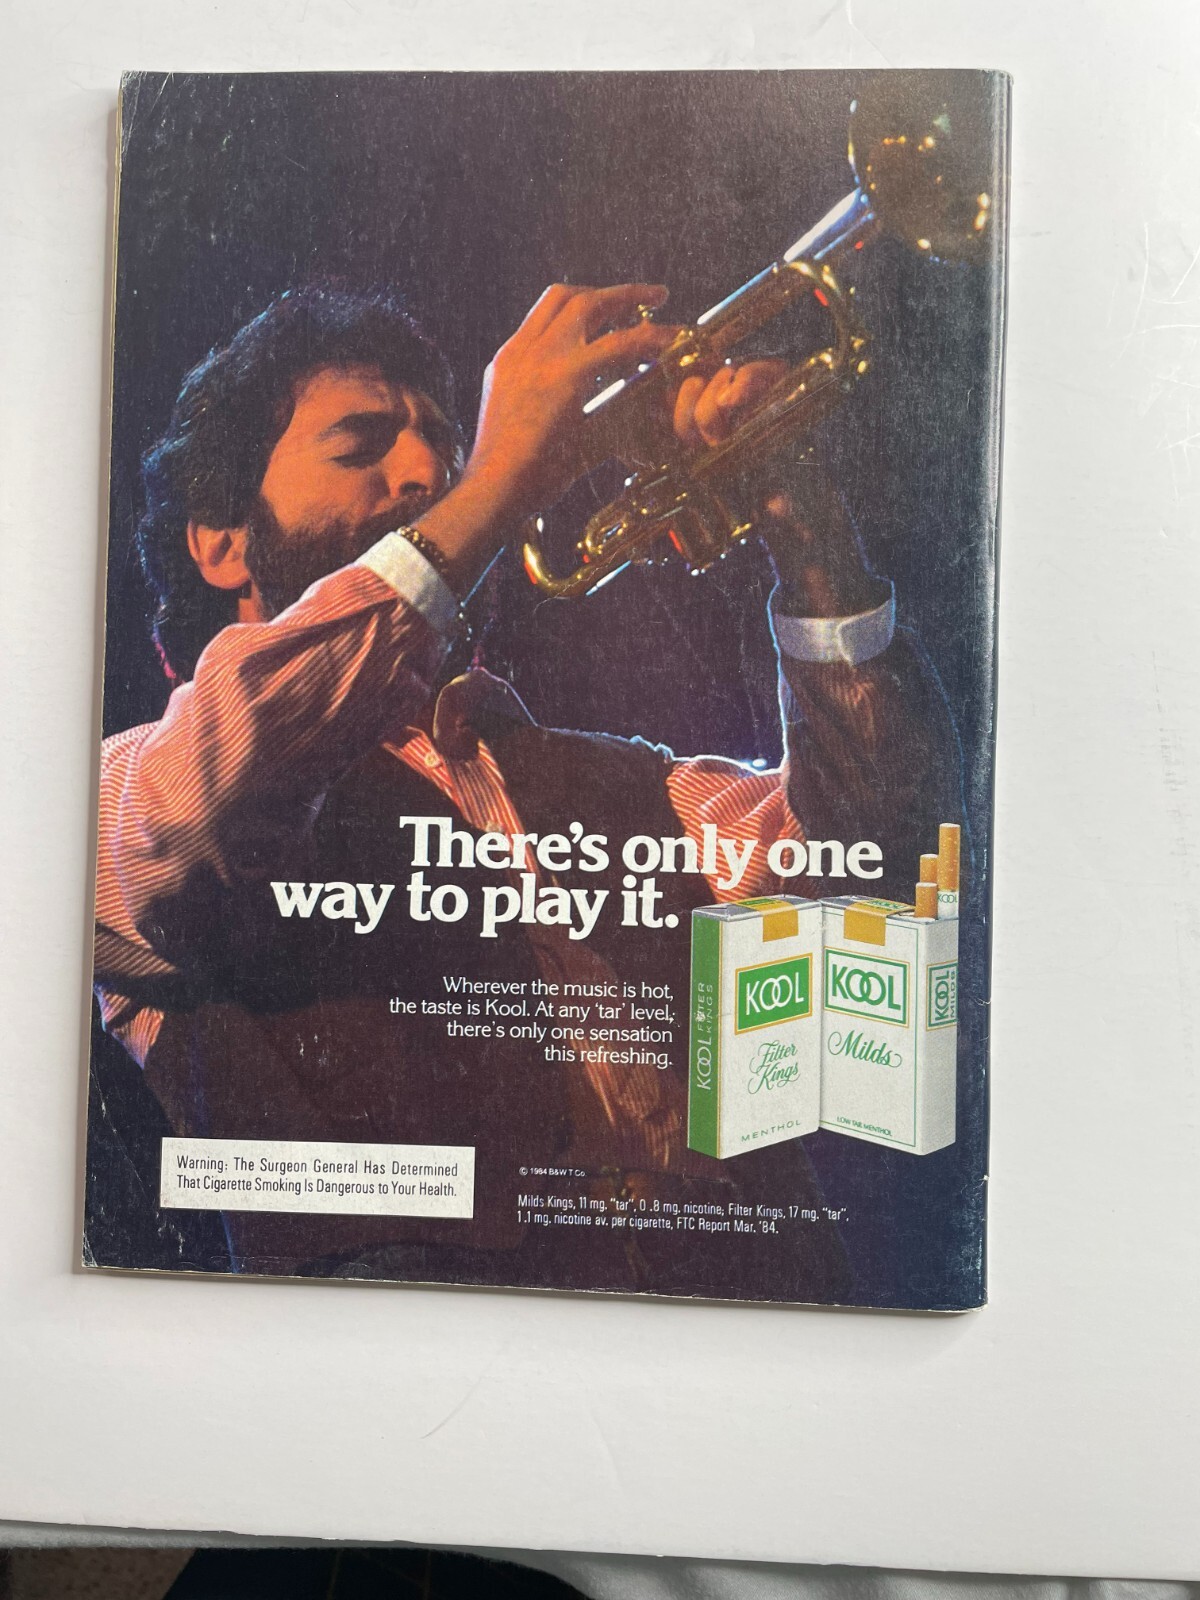 There's only one
way to play it.
Wherever the music is hot,
the taste is Kool. At any 'tar' level,
there's only one sensation
this refreshing.
KOOL FILTER KINGS
KOOL
Filter
Kings
MENTHOL
KOOL
Milds
LOW TAR MENTHOL
KOOL
MILDS
KOOL
Warning: The Surgeon General Has Determined
That Cigarette Smoking Is Dangerous to Your Health.
© 1984 B&W T Co.
Milds Kings, 11 mg. "tar", 0 .8 mg. nicotine; Filter Kings, 17 mg. "tar",
1.1 mg. nicotine av. per cigarette, FTC Report Mar. '84.